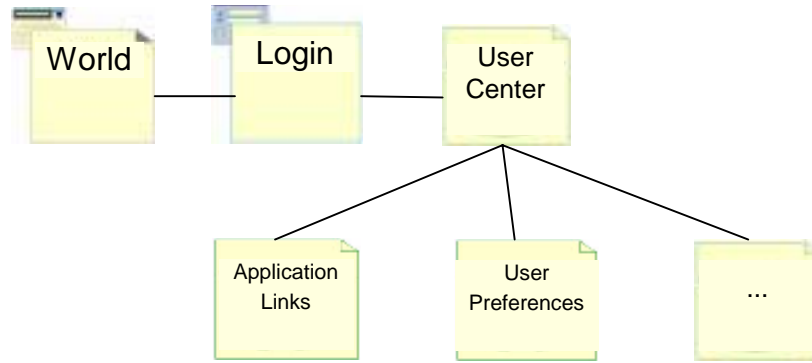 World
Login
User
Center
Application
Links
User
Preferences
...